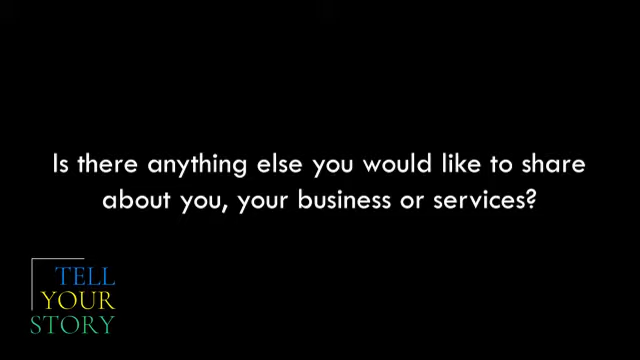 Is there anything else you would like to share
about you, your business or services?
TELL
YOUR
STORY